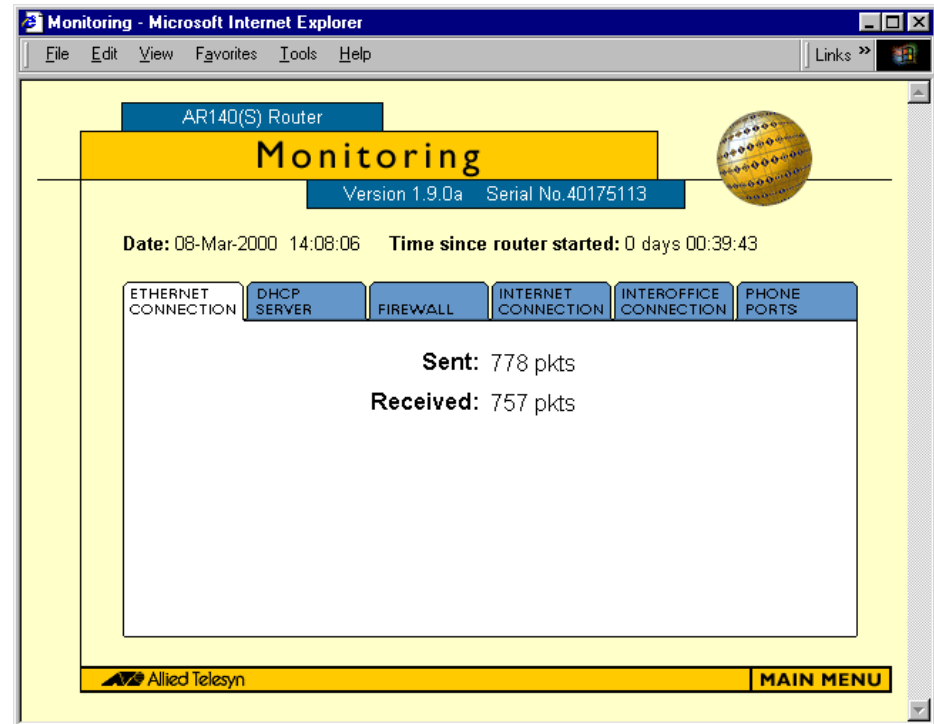 Monitoring - Microsoft Internet Explorer
File Edit View Favorites Tools Help Links »
AR140(S) Router
Monitoring
Version 1.9.0a Serial No.40175113
Date: 08-Mar-2000 14:08:06 Time since router started: 0 days 00:39:43
ETHERNET CONNECTION
DHCP SERVER
FIREWALL
INTERNET CONNECTION
INTEROFFICE CONNECTION
PHONE PORTS
Sent: 778 pkts
Received: 757 pkts
Allied Telesyn MAIN MENU